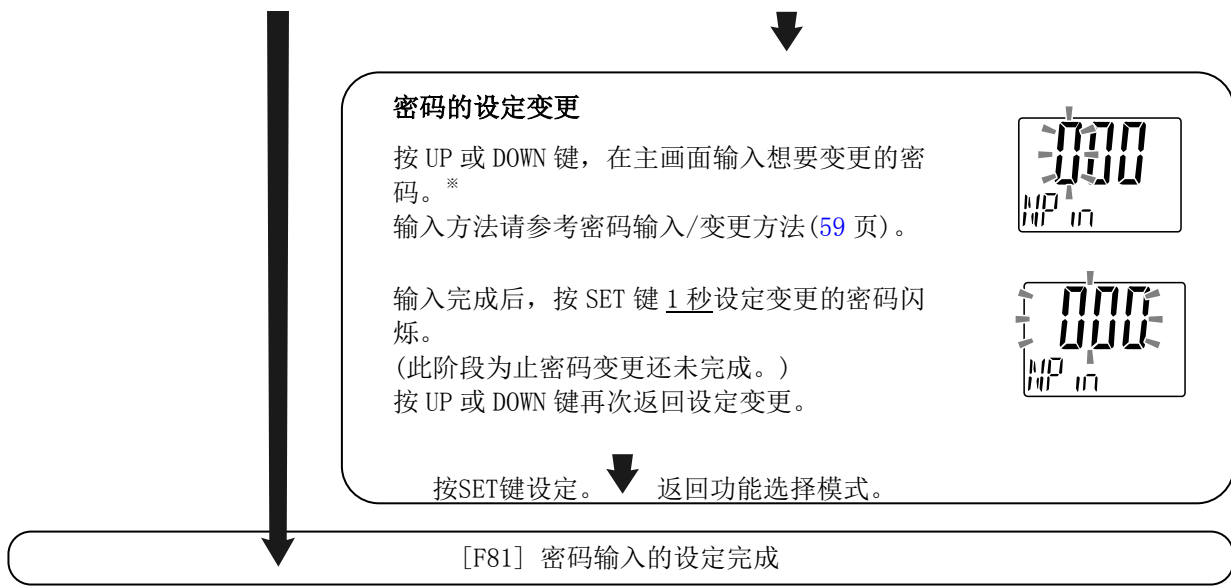 密码的设定变更
按 UP 或 DOWN 键，在主画面输入想要变更的密
码。※
输入方法请参考密码输入/变更方法(59 页)。
000
NP in
输入完成后，按 SET 键 1 秒设定变更的密码闪
烁。
(此阶段为止密码变更还未完成。)
按 UP 或 DOWN 键再次返回设定变更。
000
NP in
按SET键设定。 返回功能选择模式。
[F81] 密码输入的设定完成